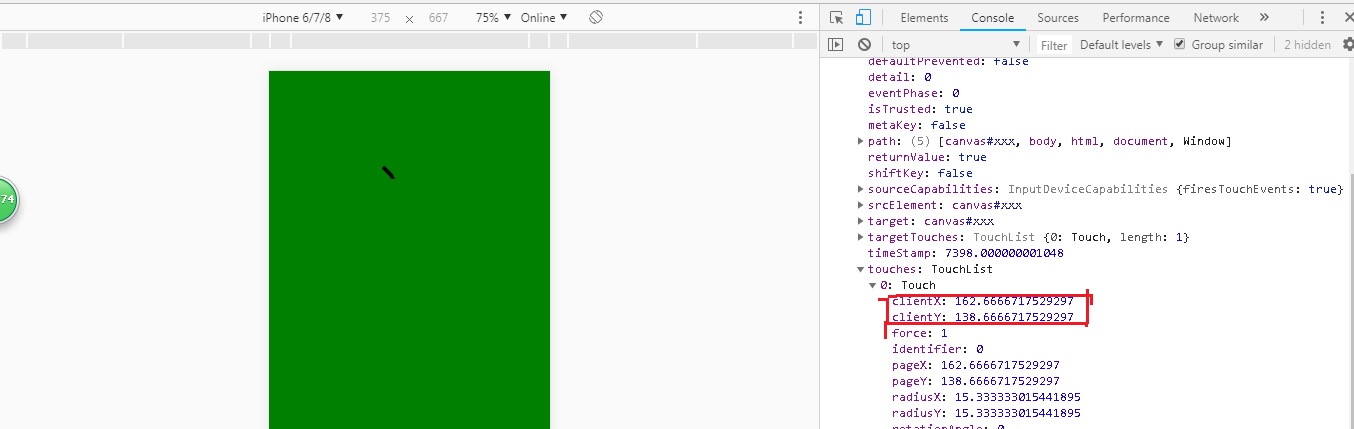 iPhone 6/7/8 ▼ 375 × 667 75% ▼ Online ▼
Elements Console Sources Performance Network »
top ▼ Filter Default levels ▼ Group similar 2 hidden
defaultPrevented: false
detail: 0
eventPhase: 0
isTrusted: true
metaKey: false
path: (5) [canvas#xxx, body, html, document, Window]
returnValue: true
shiftKey: false
sourceCapabilities: InputDeviceCapabilities {firesTouchEvents: true}
srcElement: canvas#xxx
target: canvas#xxx
targetTouches: TouchList {0: Touch, length: 1}
timeStamp: 7398.000000001048
touches: TouchList
0: Touch
clientX: 162.6666717529297
clientY: 138.6666717529297
force: 1
identifier: 0
pageX: 162.6666717529297
pageY: 138.6666717529297
radiusX: 15.333333015441895
radiusY: 15.333333015441895
rotationAngle: 0
74